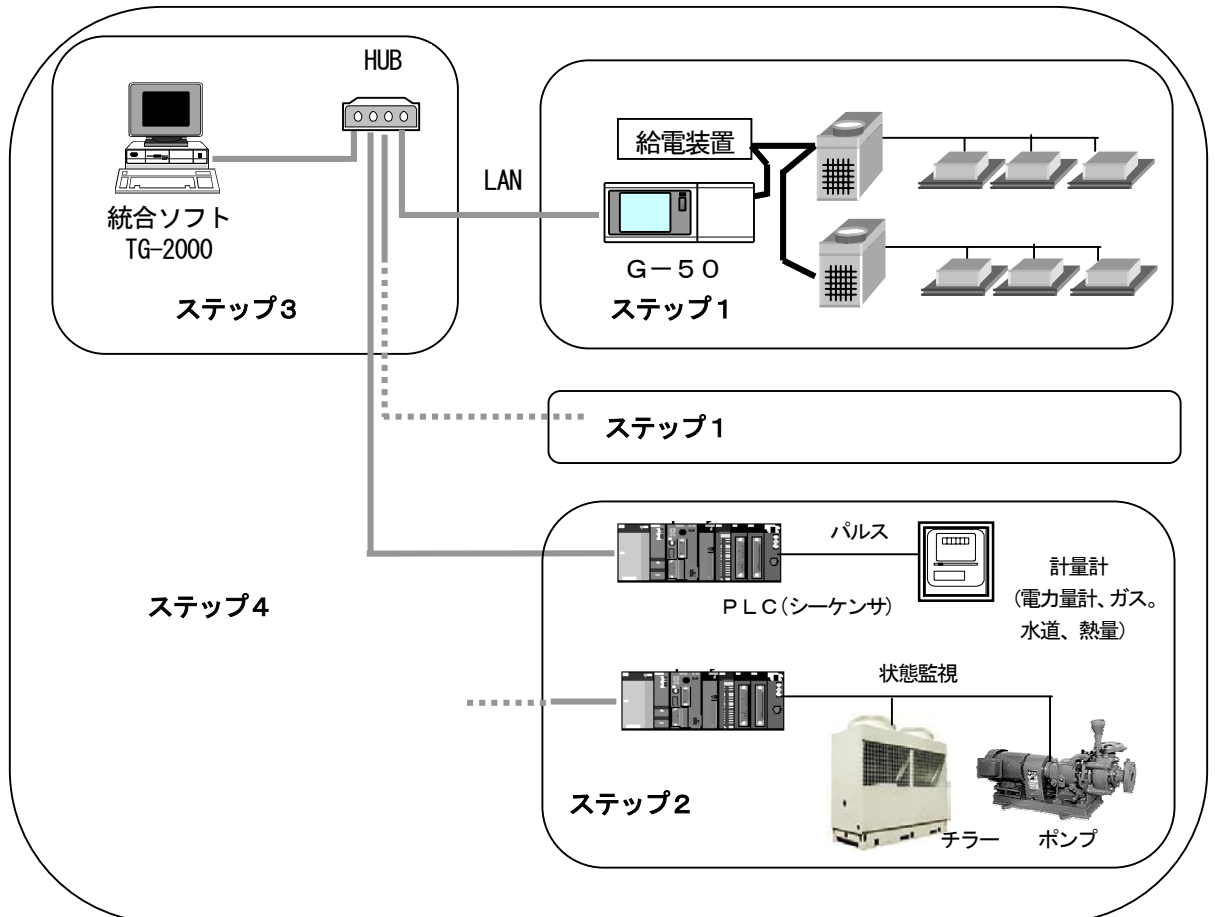 HUB
統合ソフト
TG-2000
ステップ3
LAN
給電装置
G-50
ステップ1
ステップ1
ステップ4
パルス
PLC(シーケンサ)
計量計
(電力量計、ガス。
水道、熱量)
状態監視
ステップ2
チラー
ポンプ